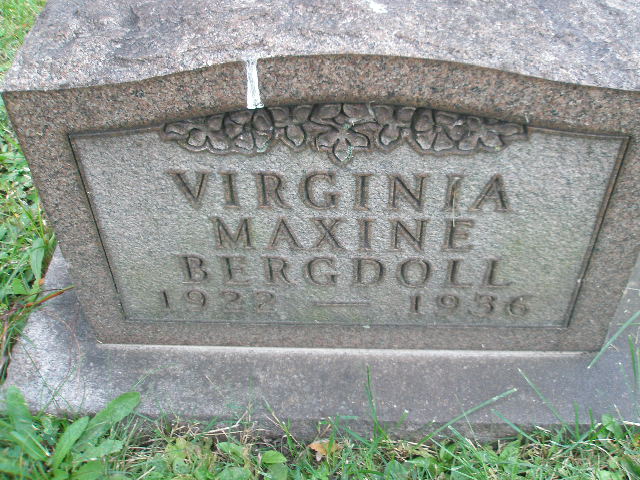 VIRGINIA
MAXINE
BERGDOLL
1922 — 1936